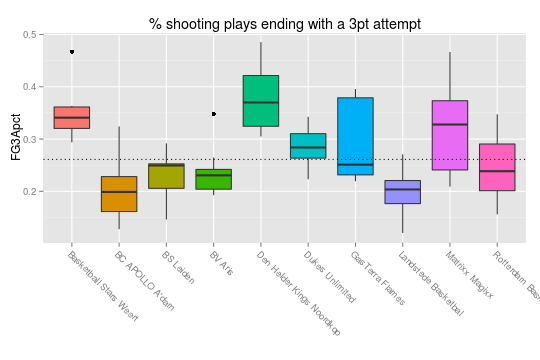 % shooting plays ending with a 3pt attempt
FG3Apct
0.5
0.4
0.3
0.2
Basketball Stars Weert
BC APOLLO A'dam
BS Leiden
BV Aris
Den Helder Kings Noordkop
Dukes Unlimited
GasTerra Flames
Landstede Basketbal
Matrixx Magixx
Rotterdam Bas